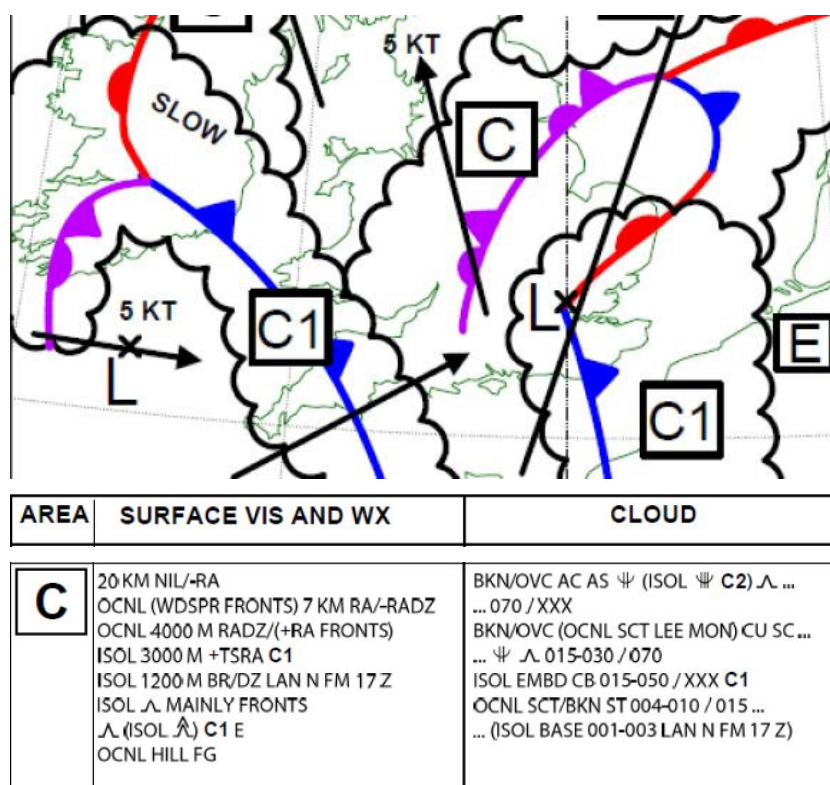 5 KT
SLOW
C
5 KT
C1
L
L
E
C1
AREA
SURFACE VIS AND WX
CLOUD
C
20 KM NIL/-RA
OCNL (WDSPR FRONTS) 7 KM RA/-RADZ
OCNL 4000 M RADZ/(+RA FRONTS)
ISOL 3000 M +TSRA C1
ISOL 1200 M BR/DZ LAN N FM 17 Z
ISOL MAINLY FRONTS
(ISOL ) C1 E
OCNL HILL FG
BKN/OVC AC AS (ISOL C2) ...
... 070 / XXX
BKN/OVC (OCNL SCT LEE MON) CU SC...
... 015-030 / 070
ISOL EMBD CB 015-050 / XXX C1
OCNL SCT/BKN ST 004-010 / 015 ...
... (ISOL BASE 001-003 LAN N FM 17 Z)